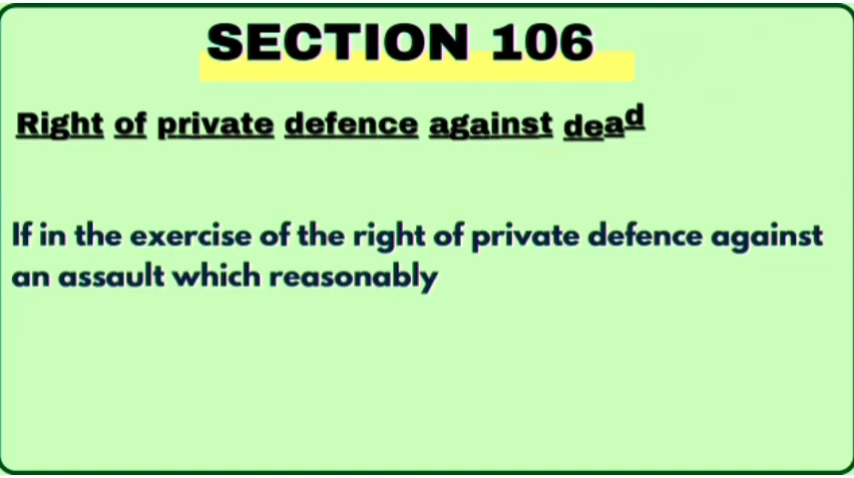 SECTION 106
Right of private defence against dead
If in the exercise of the right of private defence against
an assault which reasonably